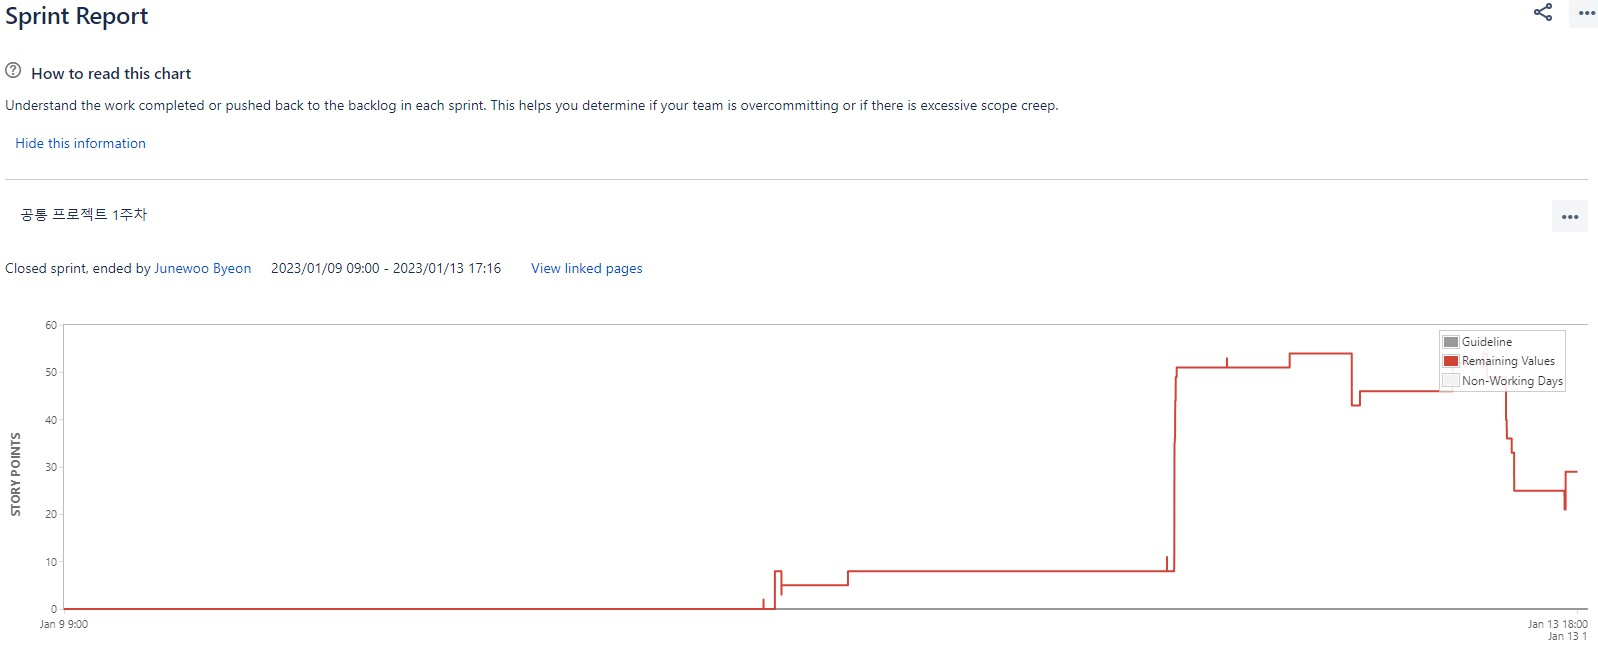 Sprint Report
How to read this chart
Understand the work completed or pushed back to the backlog in each sprint. This helps you determine if your team is overcommitting or if there is excessive scope creep.
Hide this information
공통 프로젝트 1주차
Closed sprint, ended by Junewoo Byeon 2023/01/09 09:00 - 2023/01/13 17:16 View linked pages
60
50
40
30
20
10
0
STORY POINTS
Guideline
Remaining Values
Non-Working Days
Jan 9 9:00
Jan 13 18:00
Jan 13 1